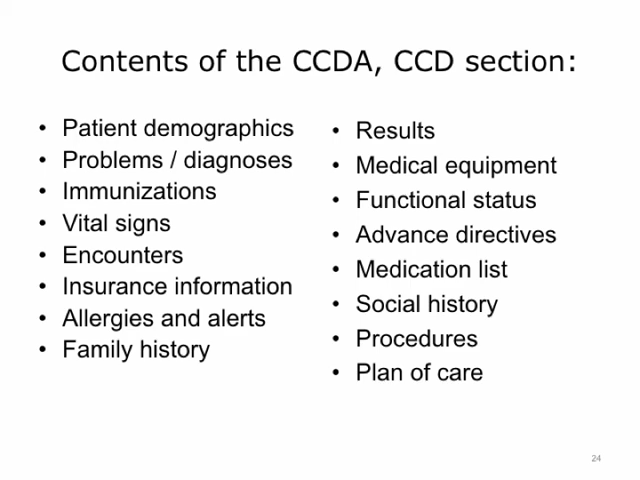 Contents of the CCDA, CCD section:
• Patient demographics
• Problems / diagnoses
• Immunizations
• Vital signs
• Encounters
• Insurance information
• Allergies and alerts
• Family history
• Results
• Medical equipment
• Functional status
• Advance directives
• Medication list
• Social history
• Procedures
• Plan of care
24